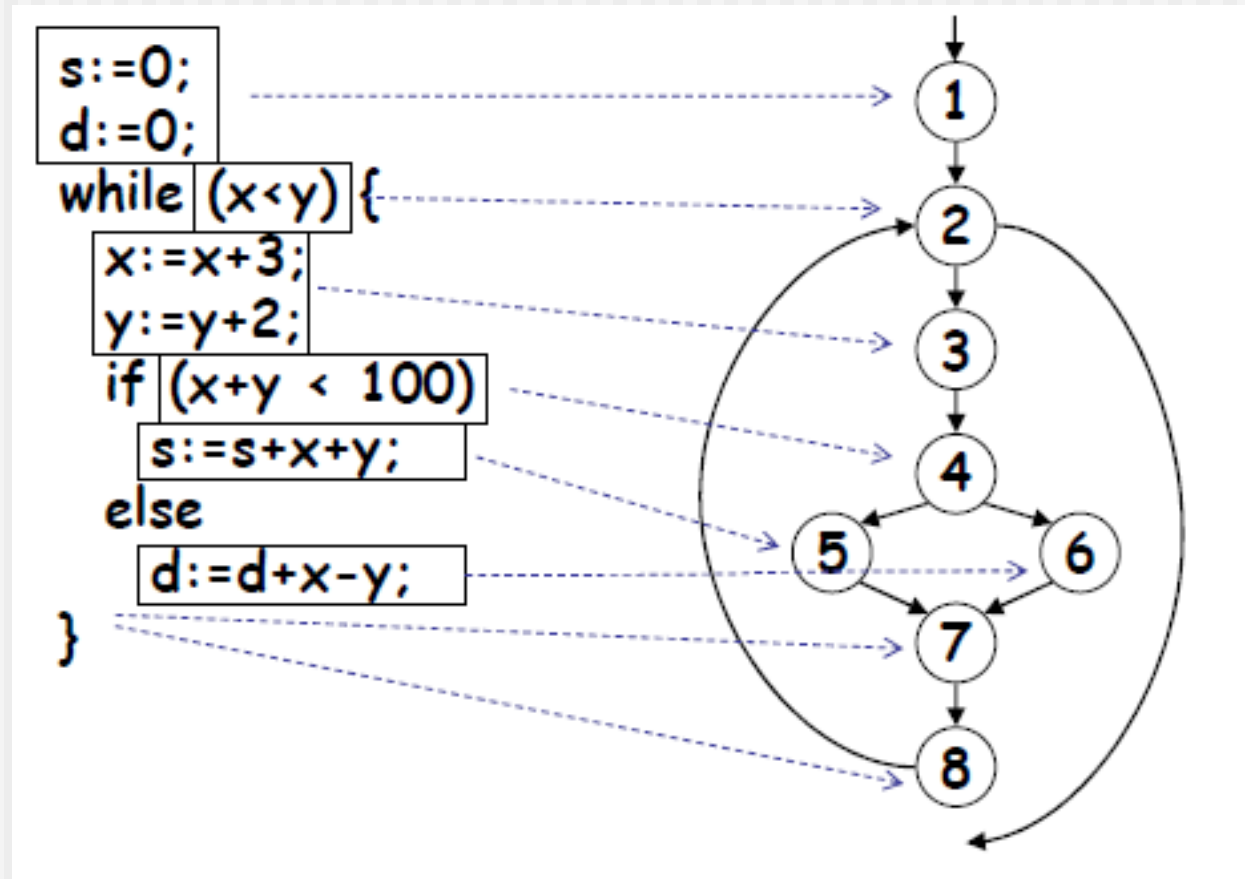 s:=0;
d:=0;
while (x<y) {
x:=x+3;
y:=y+2;
if (x+y < 100)
s:=s+x+y;
else
d:=d+x-y;
}
1
2
3
4
5 6
7
8